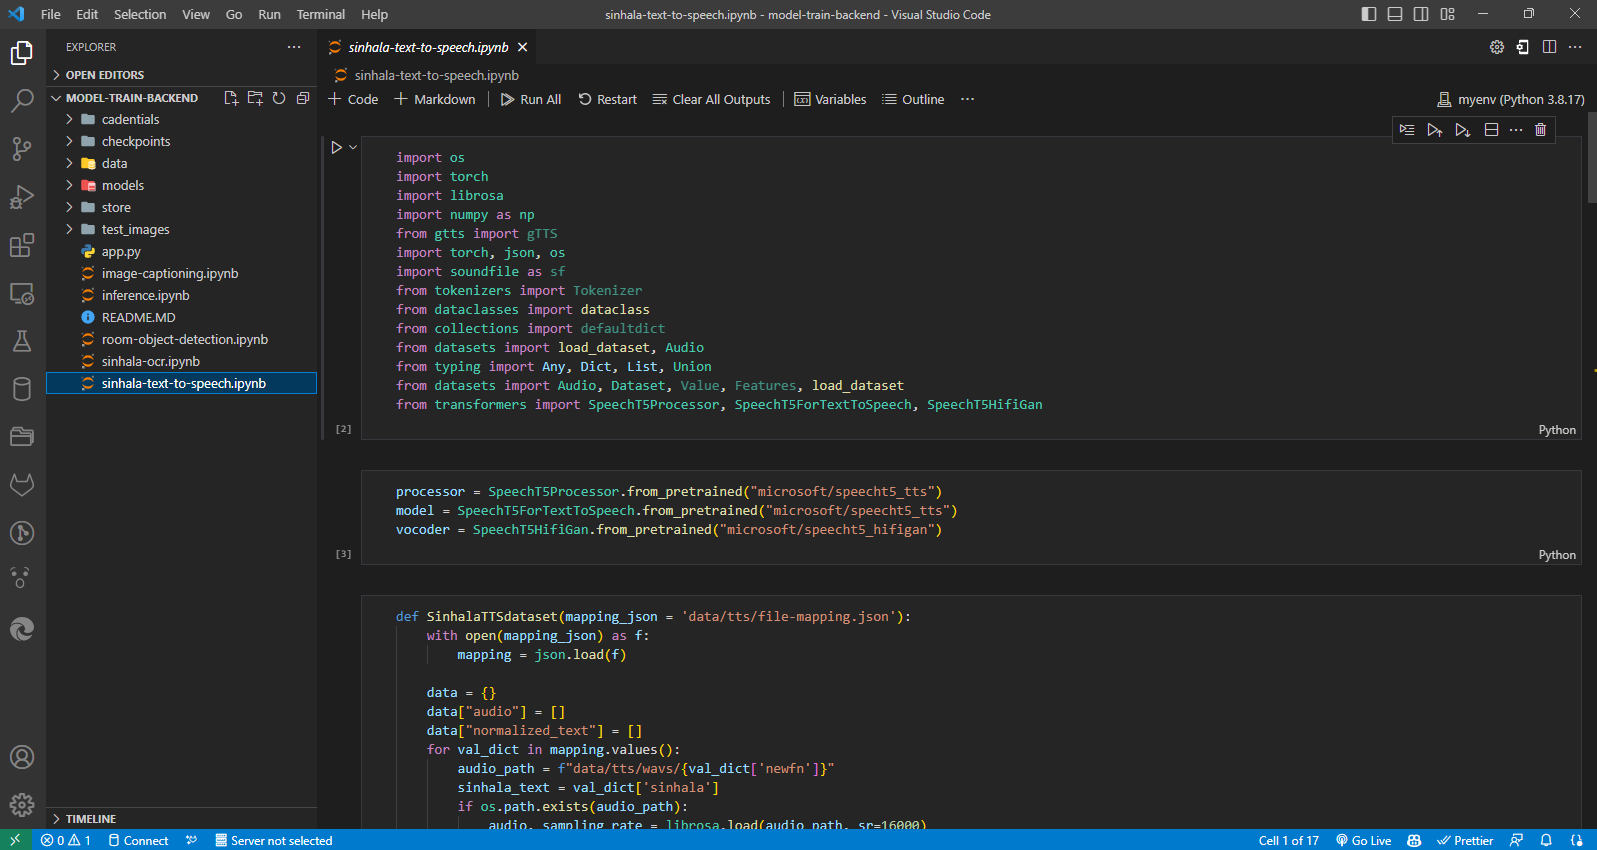 File Edit Selection View Go Run Terminal Help
sinhala-text-to-speech.ipynb - model-train-backend - Visual Studio Code
EXPLORER
OPEN EDITORS
MODEL-TRAIN-BACKEND
cadentials
checkpoints
data
models
store
test_images
app.py
image-captioning.ipynb
inference.ipynb
README.MD
room-object-detection.ipynb
sinhala-ocr.ipynb
sinhala-text-to-speech.ipynb
TIMELINE
sinhala-text-to-speech.ipynb
sinhala-text-to-speech.ipynb
Code Markdown Run All Restart Clear All Outputs Variables Outline myenv (Python 3.8.17)
import os
import torch
import librosa
import numpy as np
from gtts import gTTS
import torch, json, os
import soundfile as sf
from tokenizers import Tokenizer
from dataclasses import dataclass
from collections import defaultdict
from datasets import load_dataset, Audio
from typing import Any, Dict, List, Union
from datasets import Audio, Dataset, Value, Features, load_dataset
from transformers import SpeechT5Processor, SpeechT5ForTextToSpeech, SpeechT5HifiGan
[2] Python
processor = SpeechT5Processor.from_pretrained("microsoft/speecht5_tts")
model = SpeechT5ForTextToSpeech.from_pretrained("microsoft/speecht5_tts")
vocoder = SpeechT5HifiGan.from_pretrained("microsoft/speecht5_hifigan")
[3] Python
def SinhalaTTSdataset(mapping_json = 'data/tts/file-mapping.json'):
with open(mapping_json) as f:
mapping = json.load(f)
data = {}
data["audio"] = []
data["normalized_text"] = []
for val_dict in mapping.values():
audio_path = f"data/tts/wavs/{val_dict['newfn']}"
sinhala_text = val_dict['sinhala']
if os.path.exists(audio_path):
audio, sampling_rate = librosa.load(audio_path, sr=16000)
0 1 Connect Server not selected Cell 1 of 17 Go Live Prettier